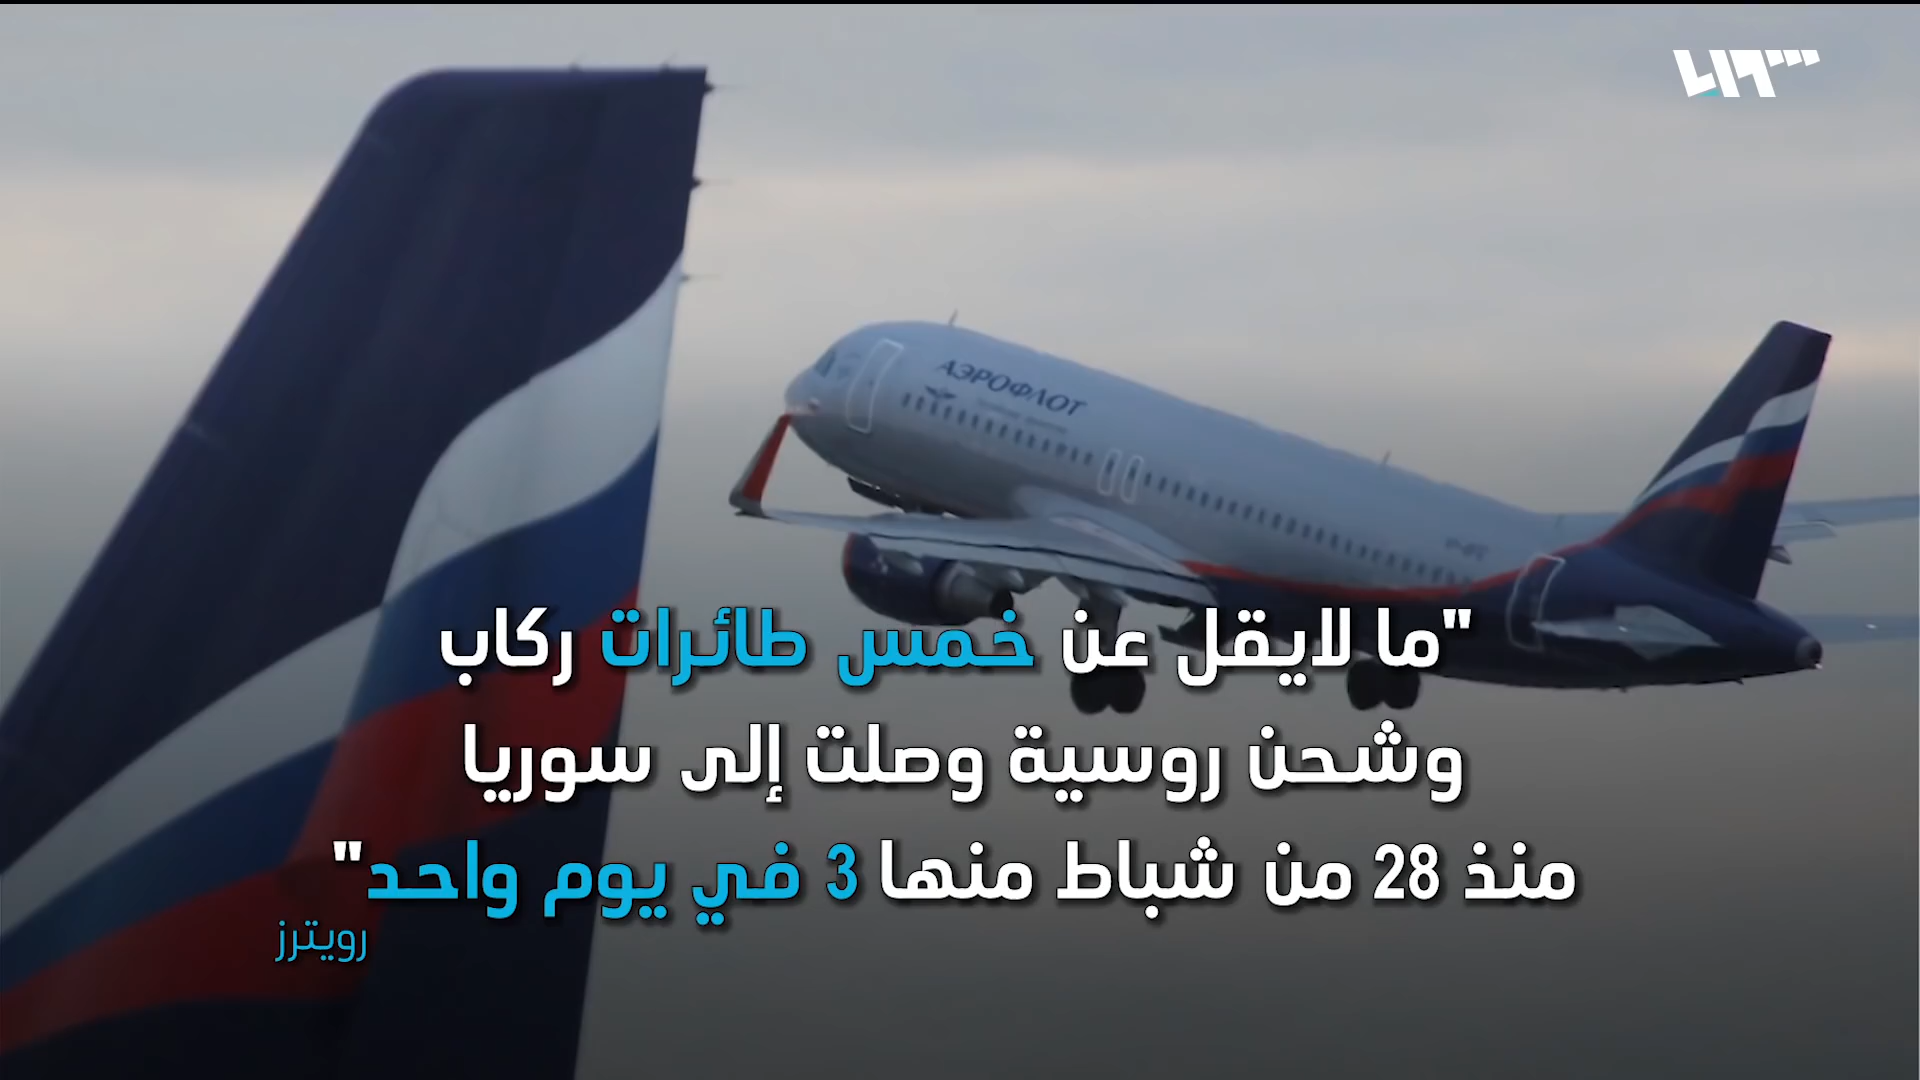 АЭРОФЛОТ
"ما لايقل عن خمس طائرات ركاب
وشحن روسية وصلت إلى سوريا
منذ 28 من شباط منها 3 في يوم واحد"
رويترز